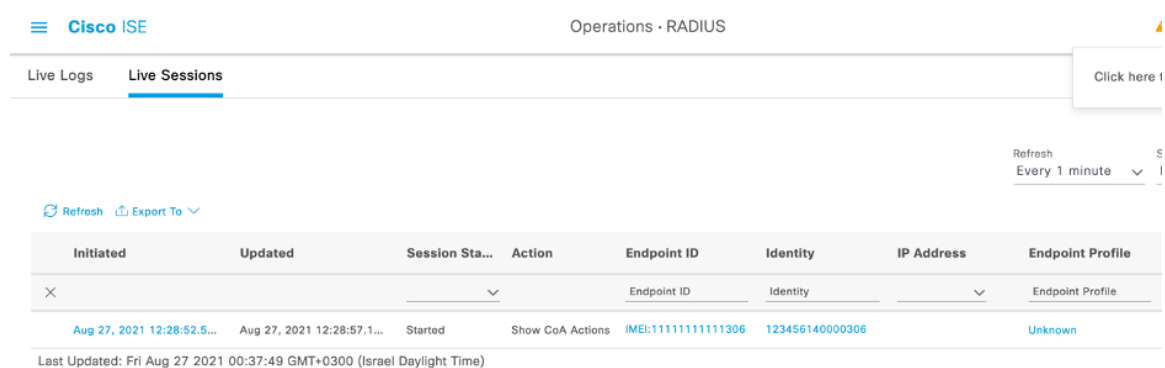 Cisco ISE
Operations · RADIUS
Live Logs Live Sessions
Click here
Refresh
Every 1 minute
Refresh Export To
Initiated Updated Session Sta... Action Endpoint ID Identity IP Address Endpoint Profile
Endpoint ID Identity Endpoint Profile
Aug 27, 2021 12:28:52.5... Aug 27, 2021 12:28:57.1... Started Show CoA Actions IMEI:11111111111306 123456140000306 Unknown
Last Updated: Fri Aug 27 2021 00:37:49 GMT+0300 (Israel Daylight Time)